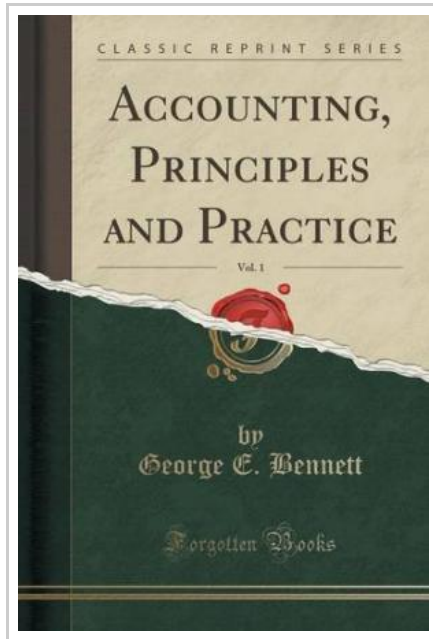 CLASSIC REPRINT SERIES
ACCOUNTING,
PRINCIPLES
AND PRACTICE
Vol. 1
by
George E. Bennett
Forgotten Books